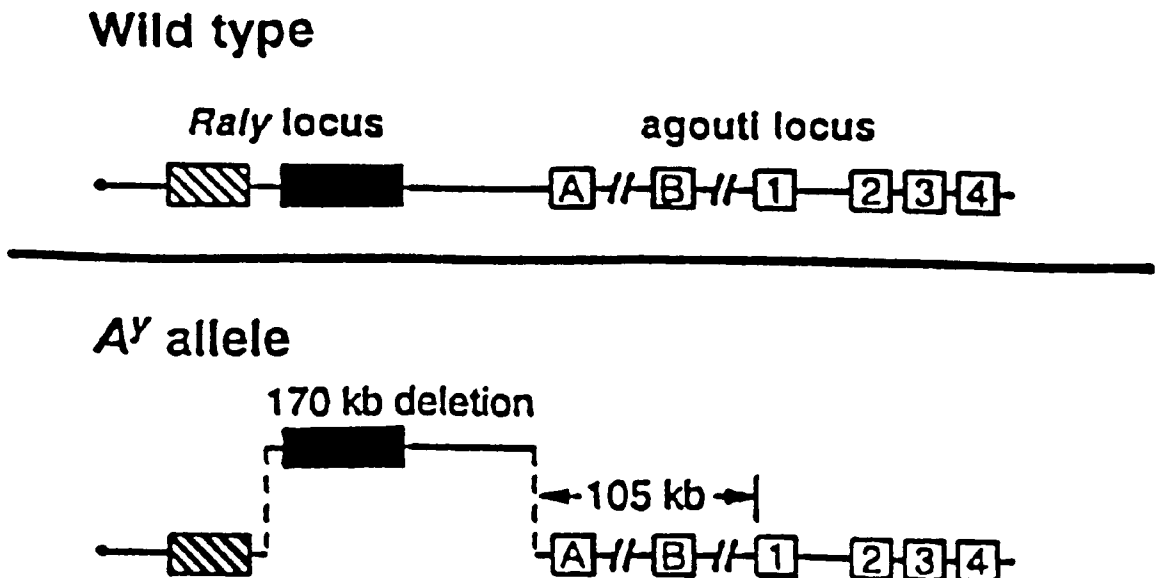 Wild type
Raly locus agouti locus
A B 1 2 3 4
Aʸ allele
170 kb deletion
105 kb
A B 1 2 3 4